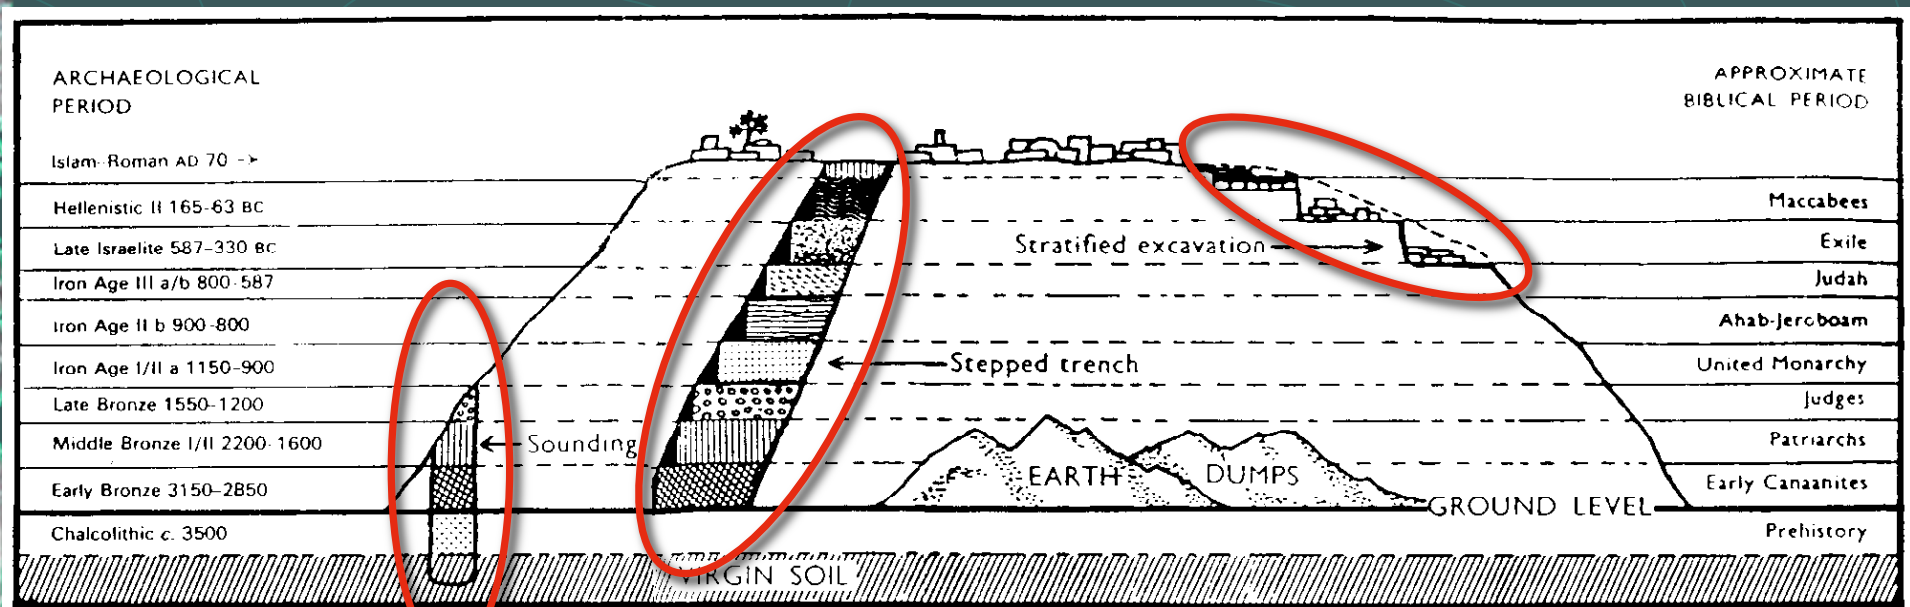 ARCHAEOLOGICAL
PERIOD
APPROXIMATE
BIBLICAL PERIOD
Islam-Roman AD 70 ->
Hellenistic II 165-63 BC
Maccabees
Late Israelite 587-330 BC
Stratified excavation
Exile
Iron Age III a/b 800-587
Judah
Iron Age II b 900-800
Ahab-Jeroboam
Iron Age I/II a 1150-900
Stepped trench
United Monarchy
Late Bronze 1550-1200
Judges
Middle Bronze I/II 2200-1600
Sounding
Patriarchs
Early Bronze 3150-2850
EARTH DUMPS
Early Canaanites
GROUND LEVEL
Chalcolithic c. 3500
Prehistory
VIRGIN SOIL